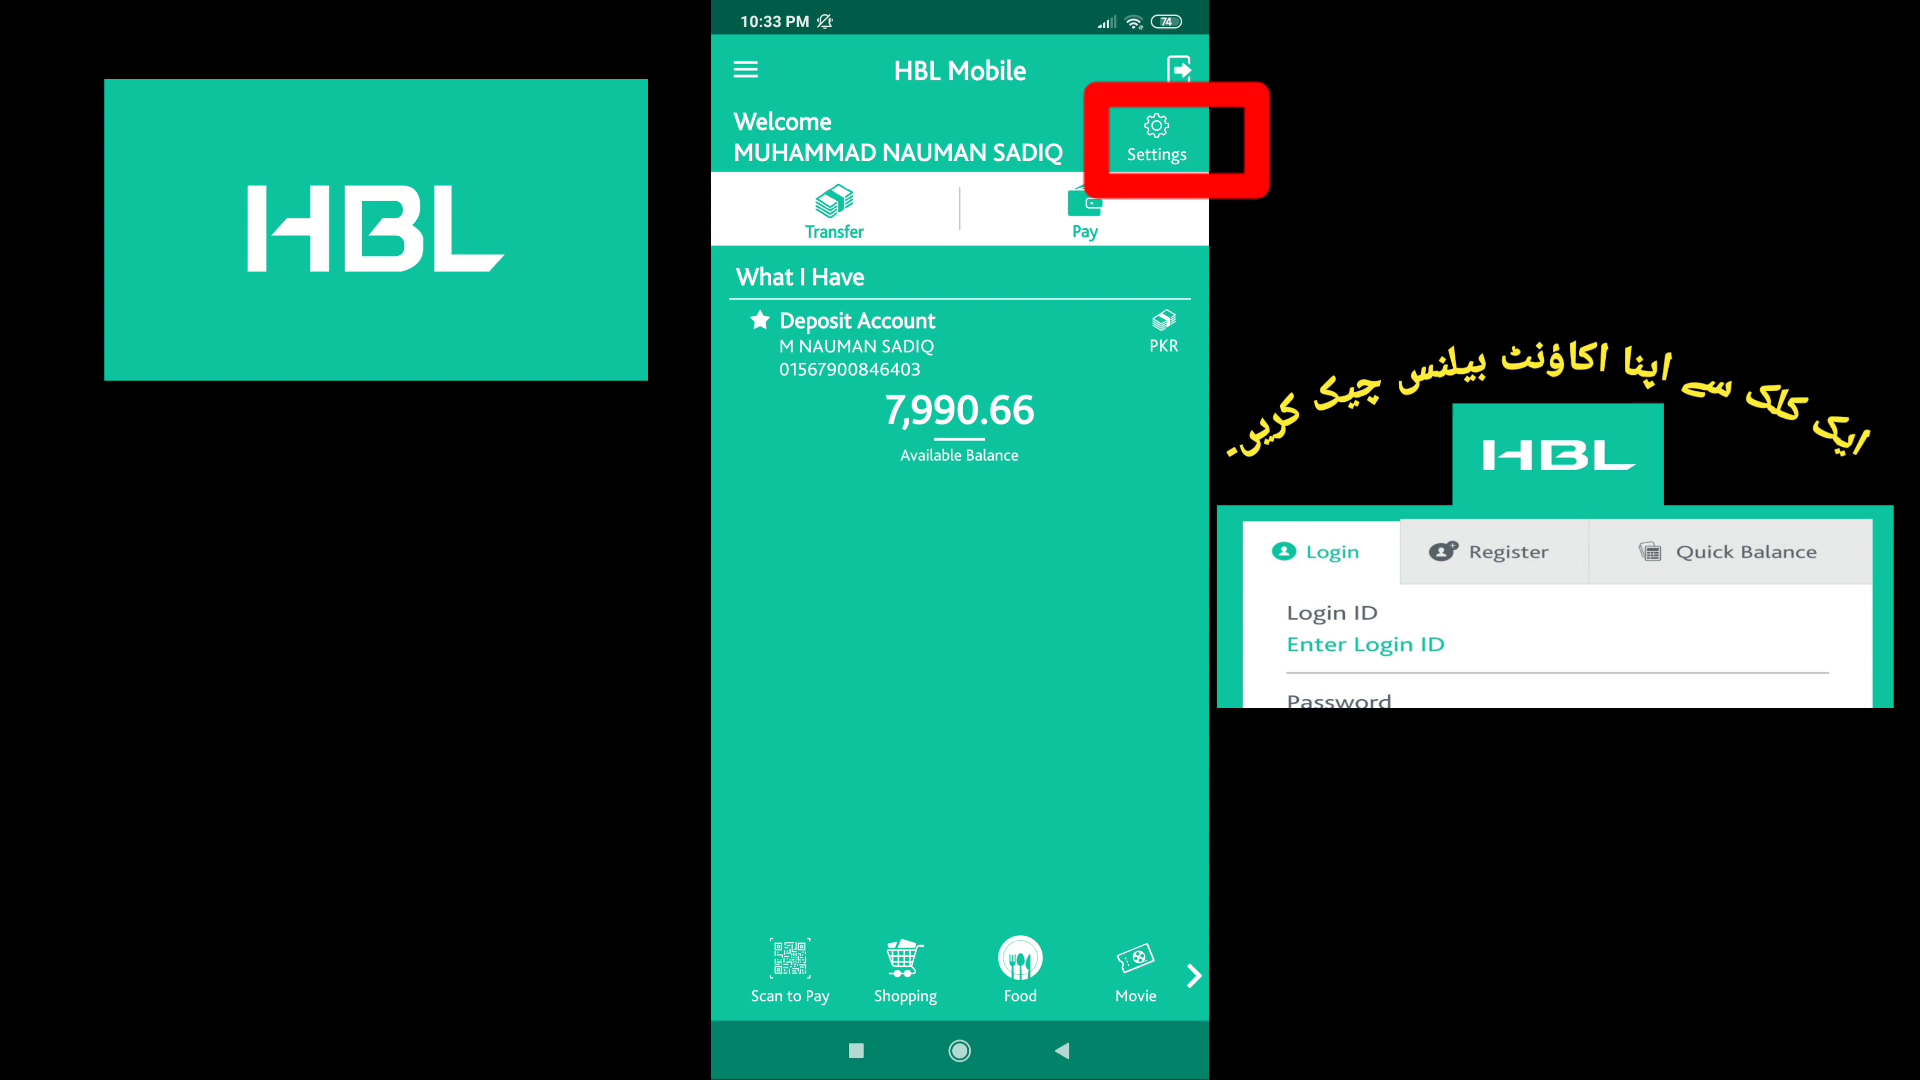 HBL
10:33 PM
74
HBL Mobile
Welcome
MUHAMMAD NAUMAN SADIQ
Settings
Transfer
Pay
What I Have
Deposit Account
M NAUMAN SADIQ
PKR
01567900846403
7,990.66
Available Balance
Scan to Pay
Shopping
Food
Movie
ایک کلک سے اپنا اکاؤنٹ بیلنس چیک کریں۔
HBL
Login
Register
Quick Balance
Login ID
Enter Login ID
Password